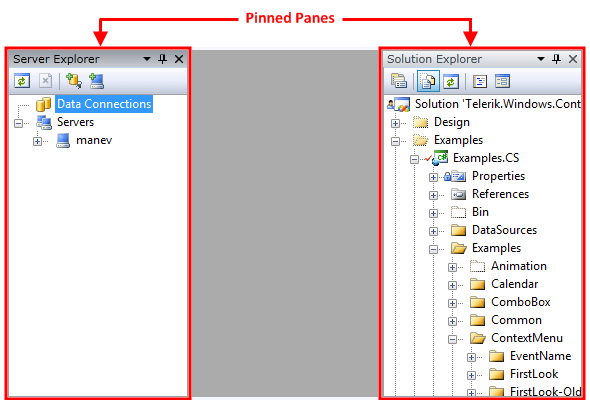 Pinned Panes
Server Explorer
Data Connections
Servers
manev
Solution Explorer
Solution 'Telerik.Windows.Cont
Design
Examples
Examples.CS
Properties
References
Bin
DataSources
Examples
Animation
Calendar
ComboBox
Common
ContextMenu
EventName
FirstLook
FirstLook-Old